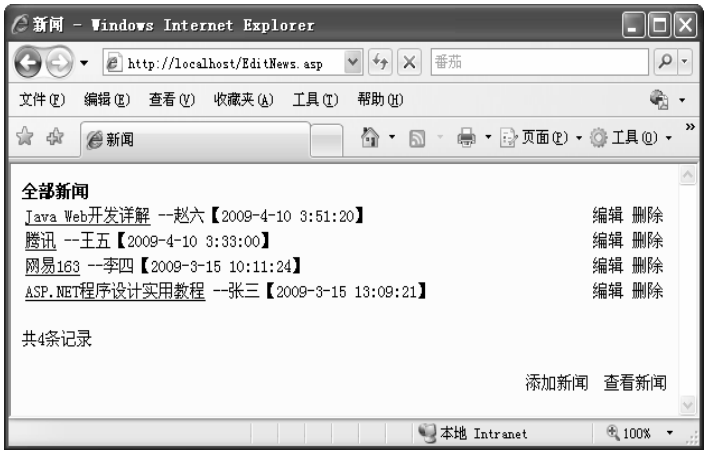 新闻 - Windows Internet Explorer
http://localhost/EditNews.asp 番茄
文件(F) 编辑(E) 查看(V) 收藏夹(A) 工具(T) 帮助(H)
新闻 页面(P) 工具(O) »
全部新闻
Java Web开发详解 --赵六【2009-4-10 3:51:20】 编辑 删除
腾讯 --王五【2009-4-10 3:33:00】 编辑 删除
网易163 --李四【2009-3-15 10:11:24】 编辑 删除
ASP.NET程序设计实用教程 --张三【2009-3-15 13:09:21】 编辑 删除
共4条记录
添加新闻 查看新闻
本地 Intranet 100%